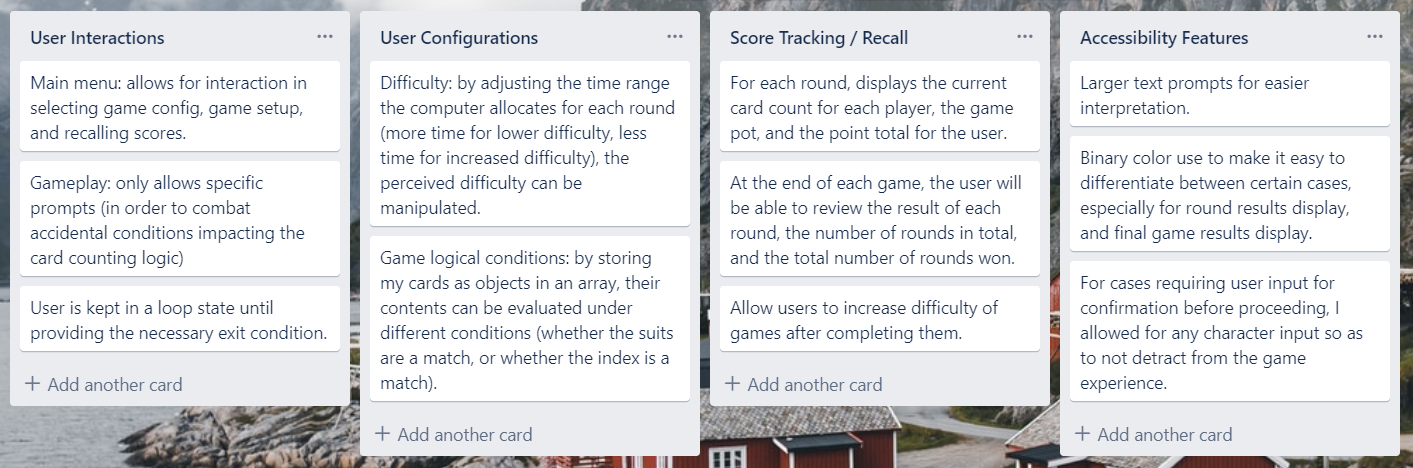 User Interactions
Main menu: allows for interaction in
selecting game config, game setup,
and recalling scores.
Gameplay: only allows specific
prompts (in order to combat
accidental conditions impacting the
card counting logic)
User is kept in a loop state until
providing the necessary exit condition.
+ Add another card
User Configurations
Difficulty: by adjusting the time range
the computer allocates for each round
(more time for lower difficulty, less
time for increased difficulty), the
perceived difficulty can be
manipulated.
Game logical conditions: by storing
my cards as objects in an array, their
contents can be evaluated under
different conditions (whether the suits
are a match, or whether the index is a
match).
+ Add another card
Score Tracking / Recall
For each round, displays the current
card count for each player, the game
pot, and the point total for the user.
At the end of each game, the user will
be able to review the result of each
round, the number of rounds in total,
and the total number of rounds won.
Allow users to increase difficulty of
games after completing them.
+ Add another card
Accessibility Features
Larger text prompts for easier
interpretation.
Binary color use to make it easy to
differentiate between certain cases,
especially for round results display,
and final game results display.
For cases requiring user input for
confirmation before proceeding, I
allowed for any character input so as
to not detract from the game
experience.
+ Add another card